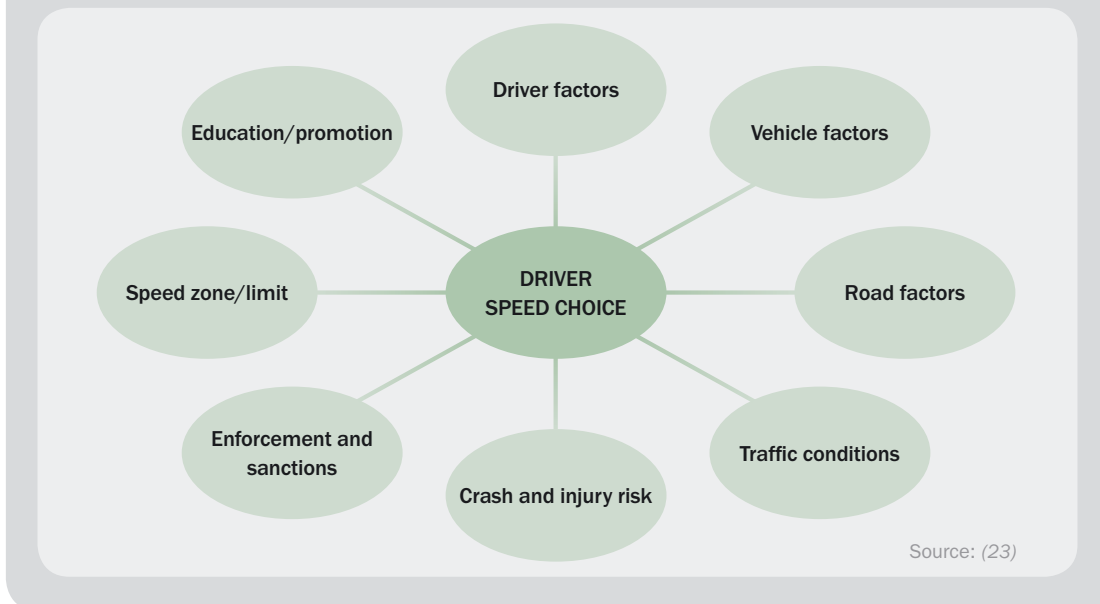 Driver factors
Education/promotion
Vehicle factors
DRIVER
SPEED CHOICE
Speed zone/limit
Road factors
Enforcement and
sanctions
Traffic conditions
Crash and injury risk
Source: (23)